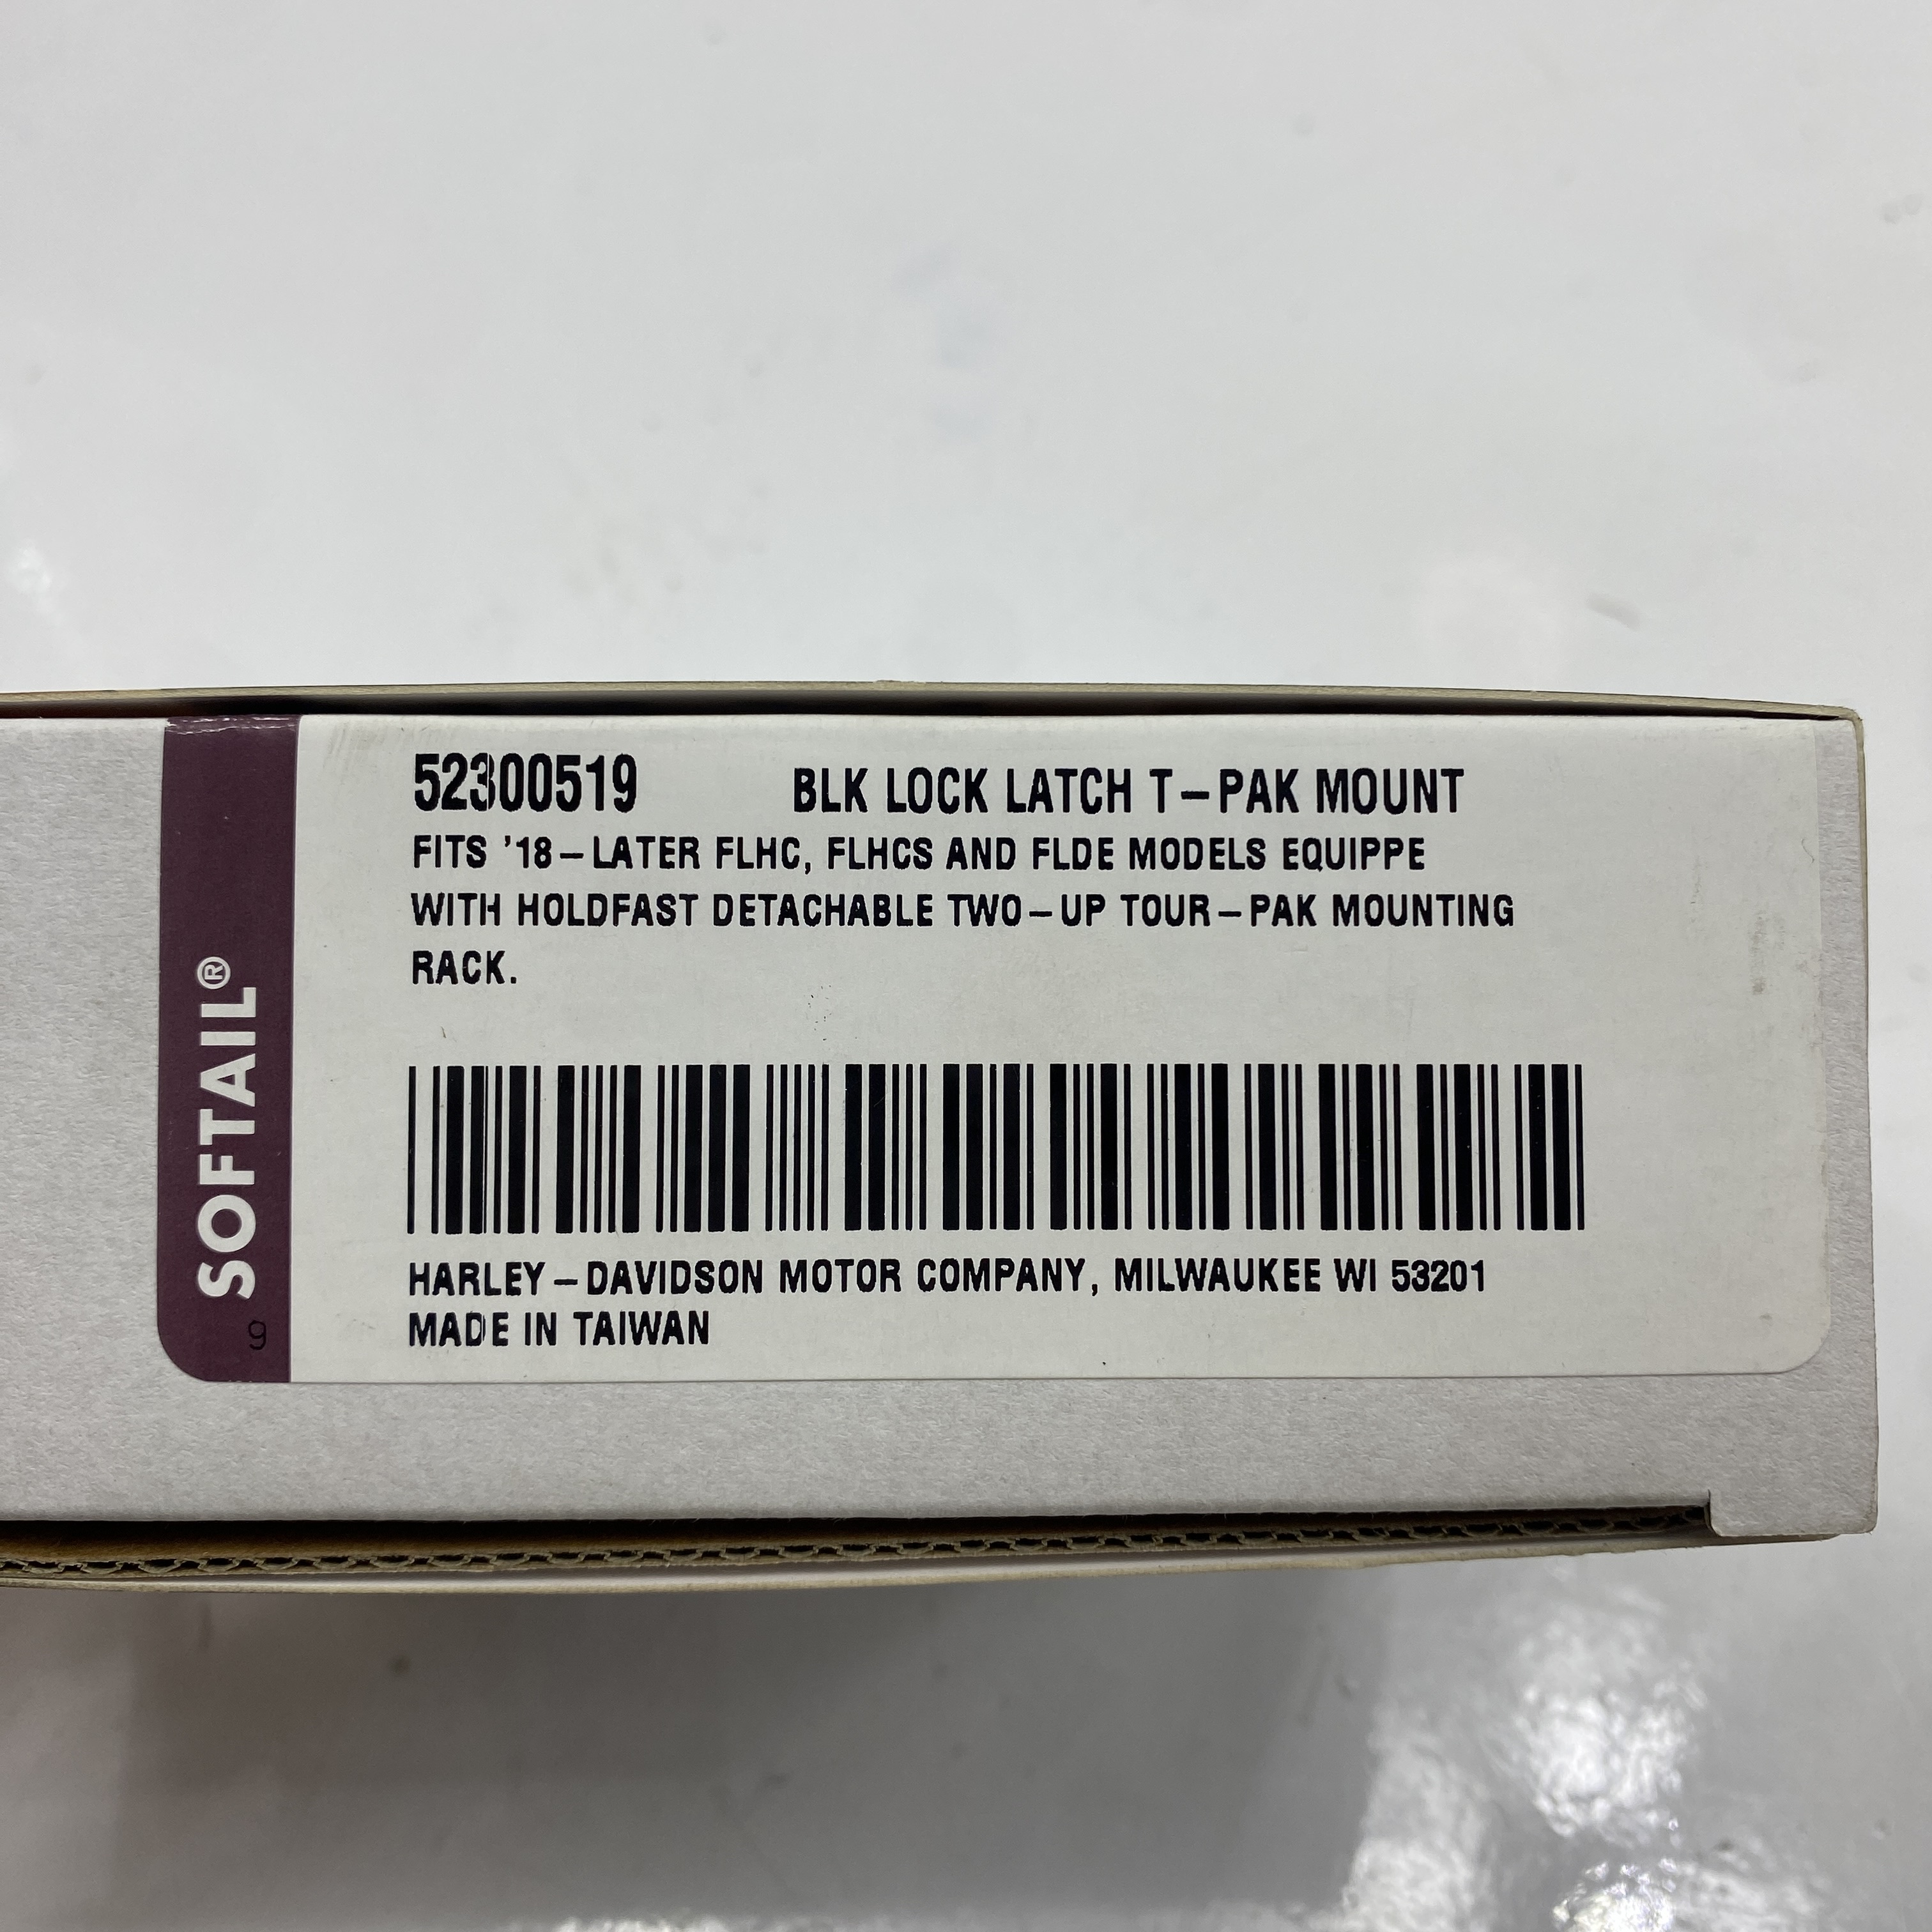 52300519 BLK LOCK LATCH T-PAK MOUNT
FITS '18-LATER FLHC, FLHCS AND FLDE MODELS EQUIPPE
WITH HOLDFAST DETACHABLE TWO-UP TOUR-PAK MOUNTING
RACK.
HARLEY-DAVIDSON MOTOR COMPANY, MILWAUKEE WI 53201
MADE IN TAIWAN
SOFTAIL®
9